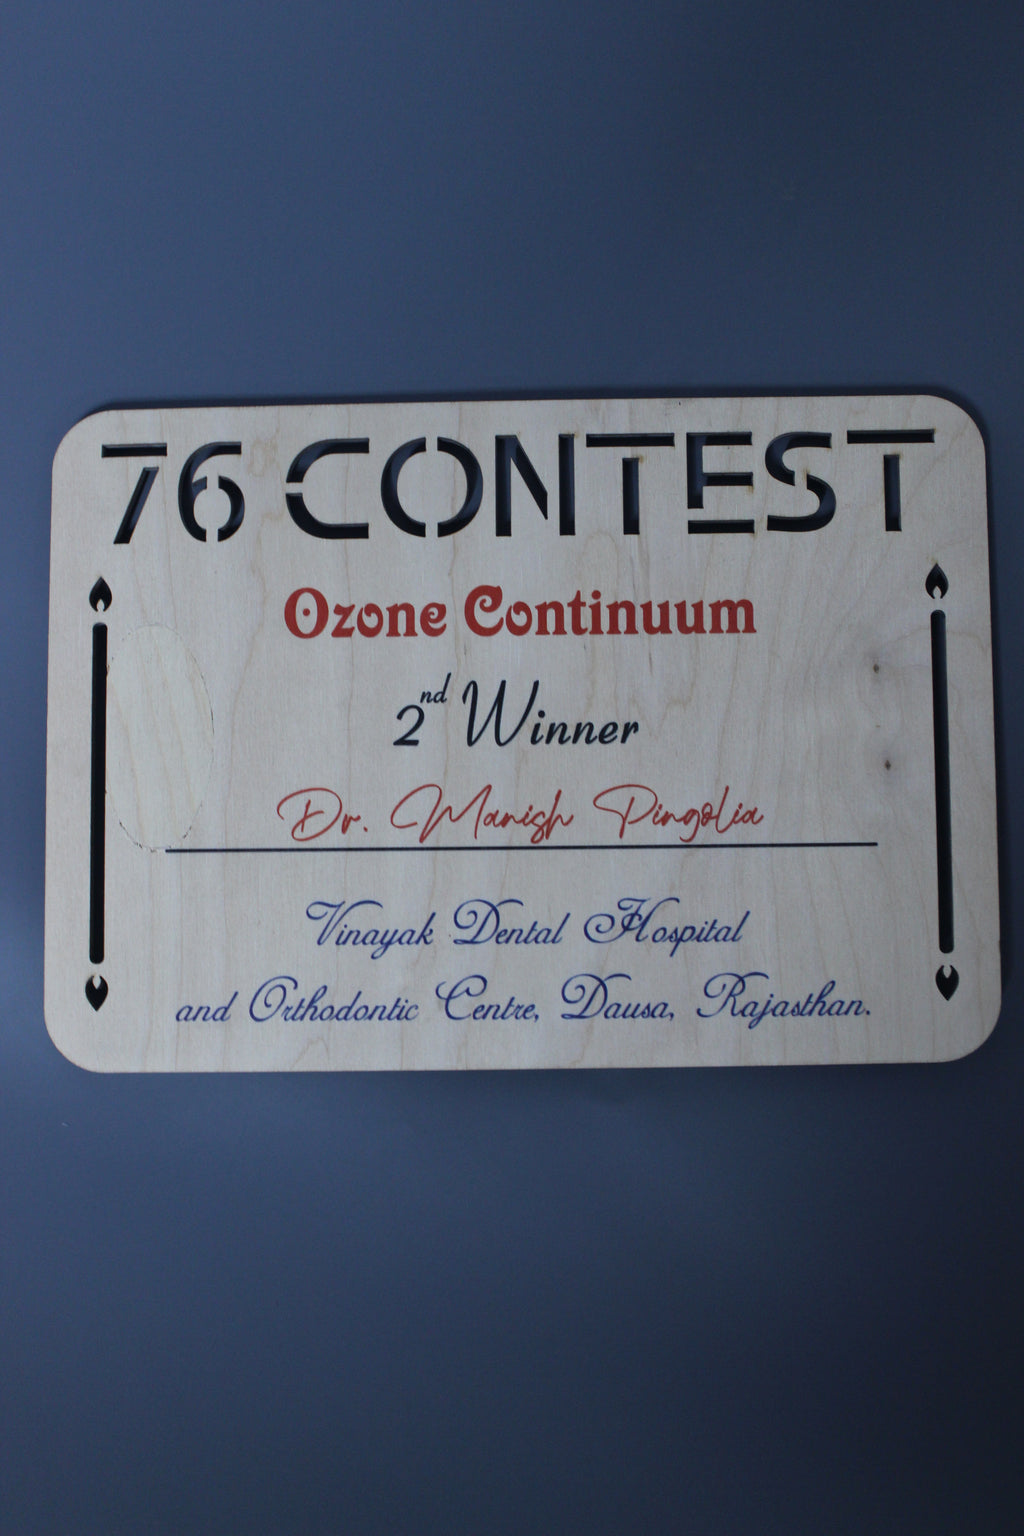 76 CONTEST
Ozone Continuum
2nd Winner
Dr. Manish Pingolia
Vinayak Dental Hospital
and Orthodontic Centre, Dausa, Rajasthan.